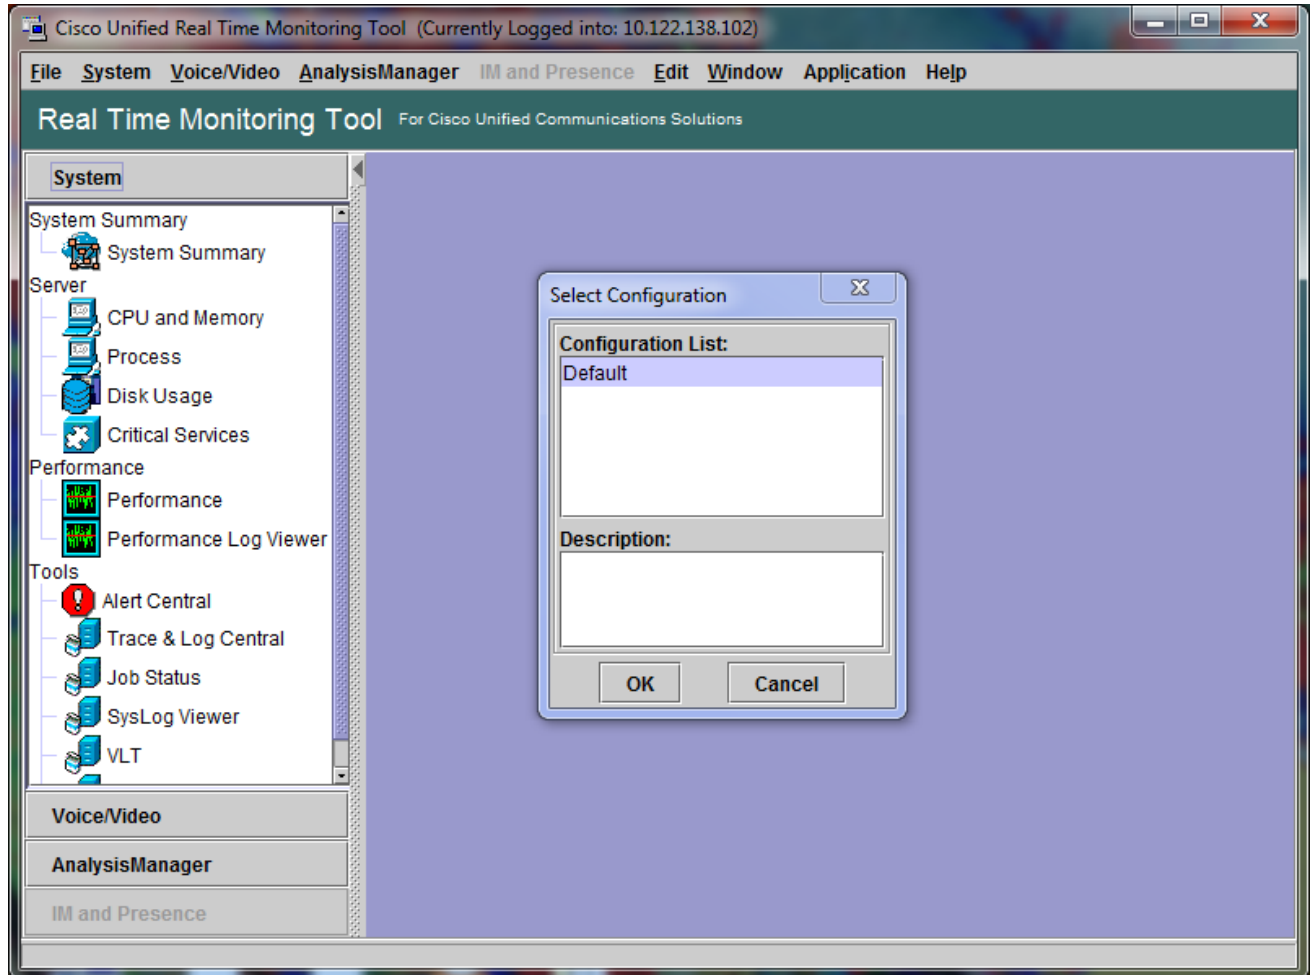 Cisco Unified Real Time Monitoring Tool (Currently Logged into: 10.122.138.102)
File System Voice/Video AnalysisManager IM and Presence Edit Window Application Help
Real Time Monitoring Tool For Cisco Unified Communications Solutions
System
System Summary
System Summary
Server
CPU and Memory
Process
Disk Usage
Critical Services
Performance
Performance
Performance Log Viewer
Tools
Alert Central
Trace & Log Central
Job Status
SysLog Viewer
VLT
Voice/Video
AnalysisManager
IM and Presence
Select Configuration
Configuration List:
Default
Description:
OK Cancel